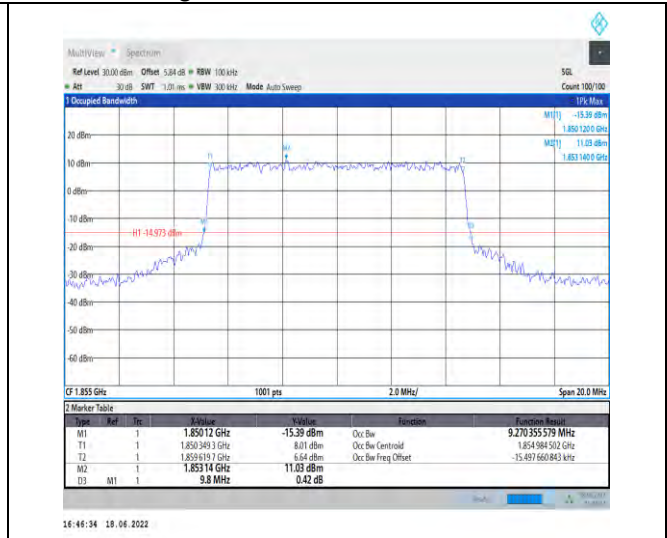 MultiView Spectrum
Ref Level 30.00 dBm Offset 5.84 dB RBW 100 kHz SGL
Att 30 dB SWT 1.01 ms VBW 300 kHz Mode Auto Sweep Count 100/100
1 Occupied Bandwidth 1Pk Max
M1[1] -15.39 dBm
1.850 120 0 GHz
M2[1] 11.03 dBm
1.853 140 0 GHz
20 dBm
M2
T1
T2
10 dBm
0 dBm
-10 dBm
M1
D3
H1 -14.973 dBm
-20 dBm
-30 dBm
-40 dBm
-50 dBm
-60 dBm
CF 1.855 GHz 1001 pts 2.0 MHz/ Span 20.0 MHz
2 Marker Table
Type Ref Trc X-Value Y-Value Function Function Result
M1 1 1.85012 GHz -15.39 dBm Occ Bw 9.270 355 579 MHz
T1 1 1.850 349 3 GHz 8.01 dBm Occ Bw Centroid 1.854 984 502 GHz
T2 1 1.859 619 7 GHz 6.64 dBm Occ Bw Freq Offset -15.497 660 843 kHz
M2 1 1.85314 GHz 11.03 dBm
D3 M1 1 9.8 MHz 0.42 dB
16:46:34 18.06.2022